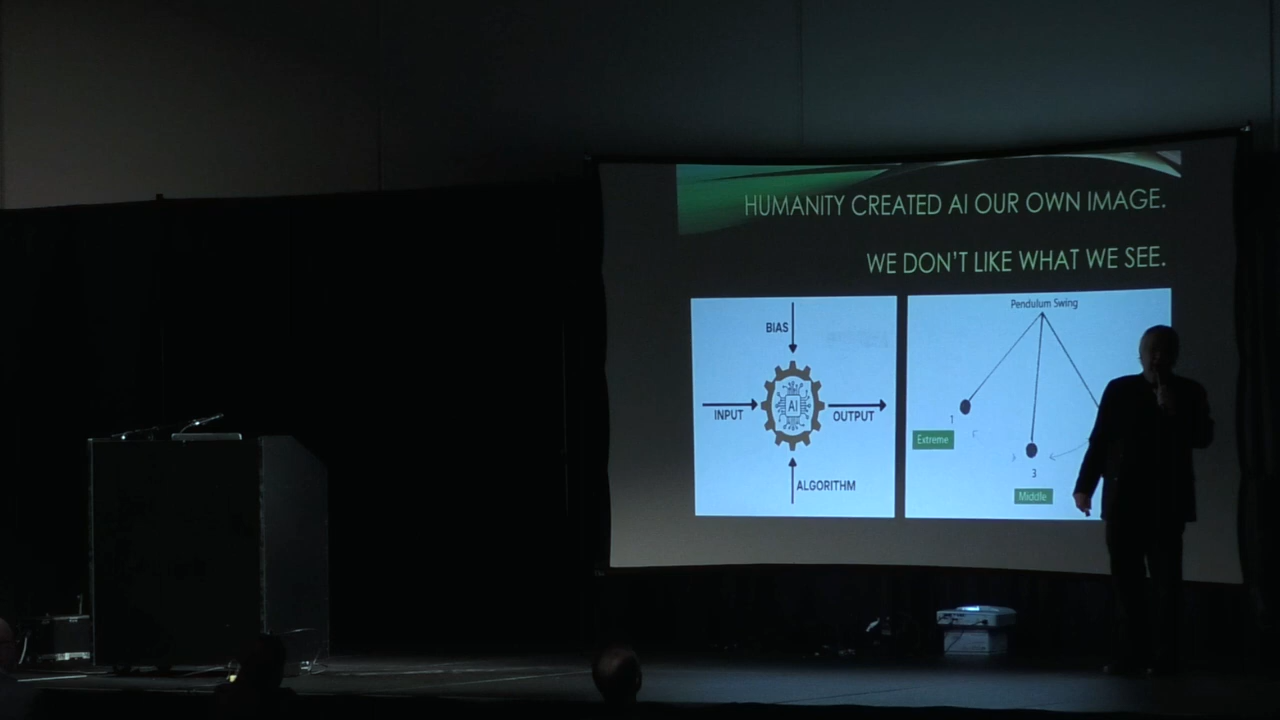 HUMANITY CREATED AI OUR OWN IMAGE.
WE DON'T LIKE WHAT WE SEE.
BIAS
INPUT
AI
OUTPUT
ALGORITHM
Pendulum Swing
1
Extreme
3
Middle